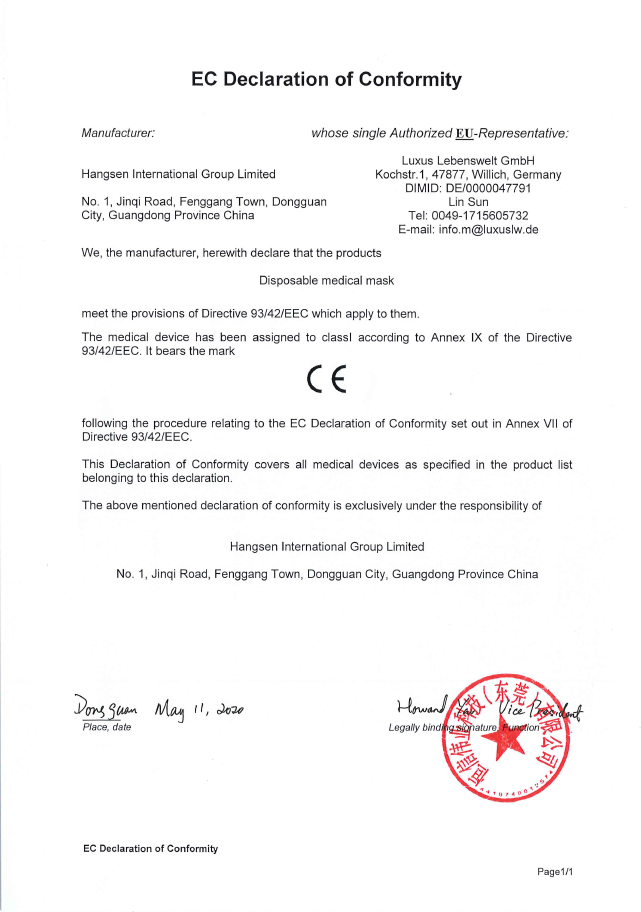 EC Declaration of Conformity
Manufacturer:
whose single Authorized EU-Representative:
Hangsen International Group Limited
No. 1, Jinqi Road, Fenggang Town, Dongguan
City, Guangdong Province China
Luxus Lebenswelt GmbH
Kochstr.1, 47877, Willich, Germany
DIMID: DE/0000047791
Lin Sun
Tel: 0049-1715605732
E-mail: info.m@luxuslw.de
We, the manufacturer, herewith declare that the products
Disposable medical mask
meet the provisions of Directive 93/42/EEC which apply to them.
The medical device has been assigned to classI according to Annex IX of the Directive
93/42/EEC. It bears the mark
CE
following the procedure relating to the EC Declaration of Conformity set out in Annex VII of
Directive 93/42/EEC.
This Declaration of Conformity covers all medical devices as specified in the product list
belonging to this declaration.
The above mentioned declaration of conformity is exclusively under the responsibility of
Hangsen International Group Limited
No. 1, Jinqi Road, Fenggang Town, Dongguan City, Guangdong Province China
Dongguan May 11, 2020
Place, date
Howard Vice President
Legally binding signature, Function
恒信伟业科技（东莞）有限公司
EC Declaration of Conformity
Page1/1